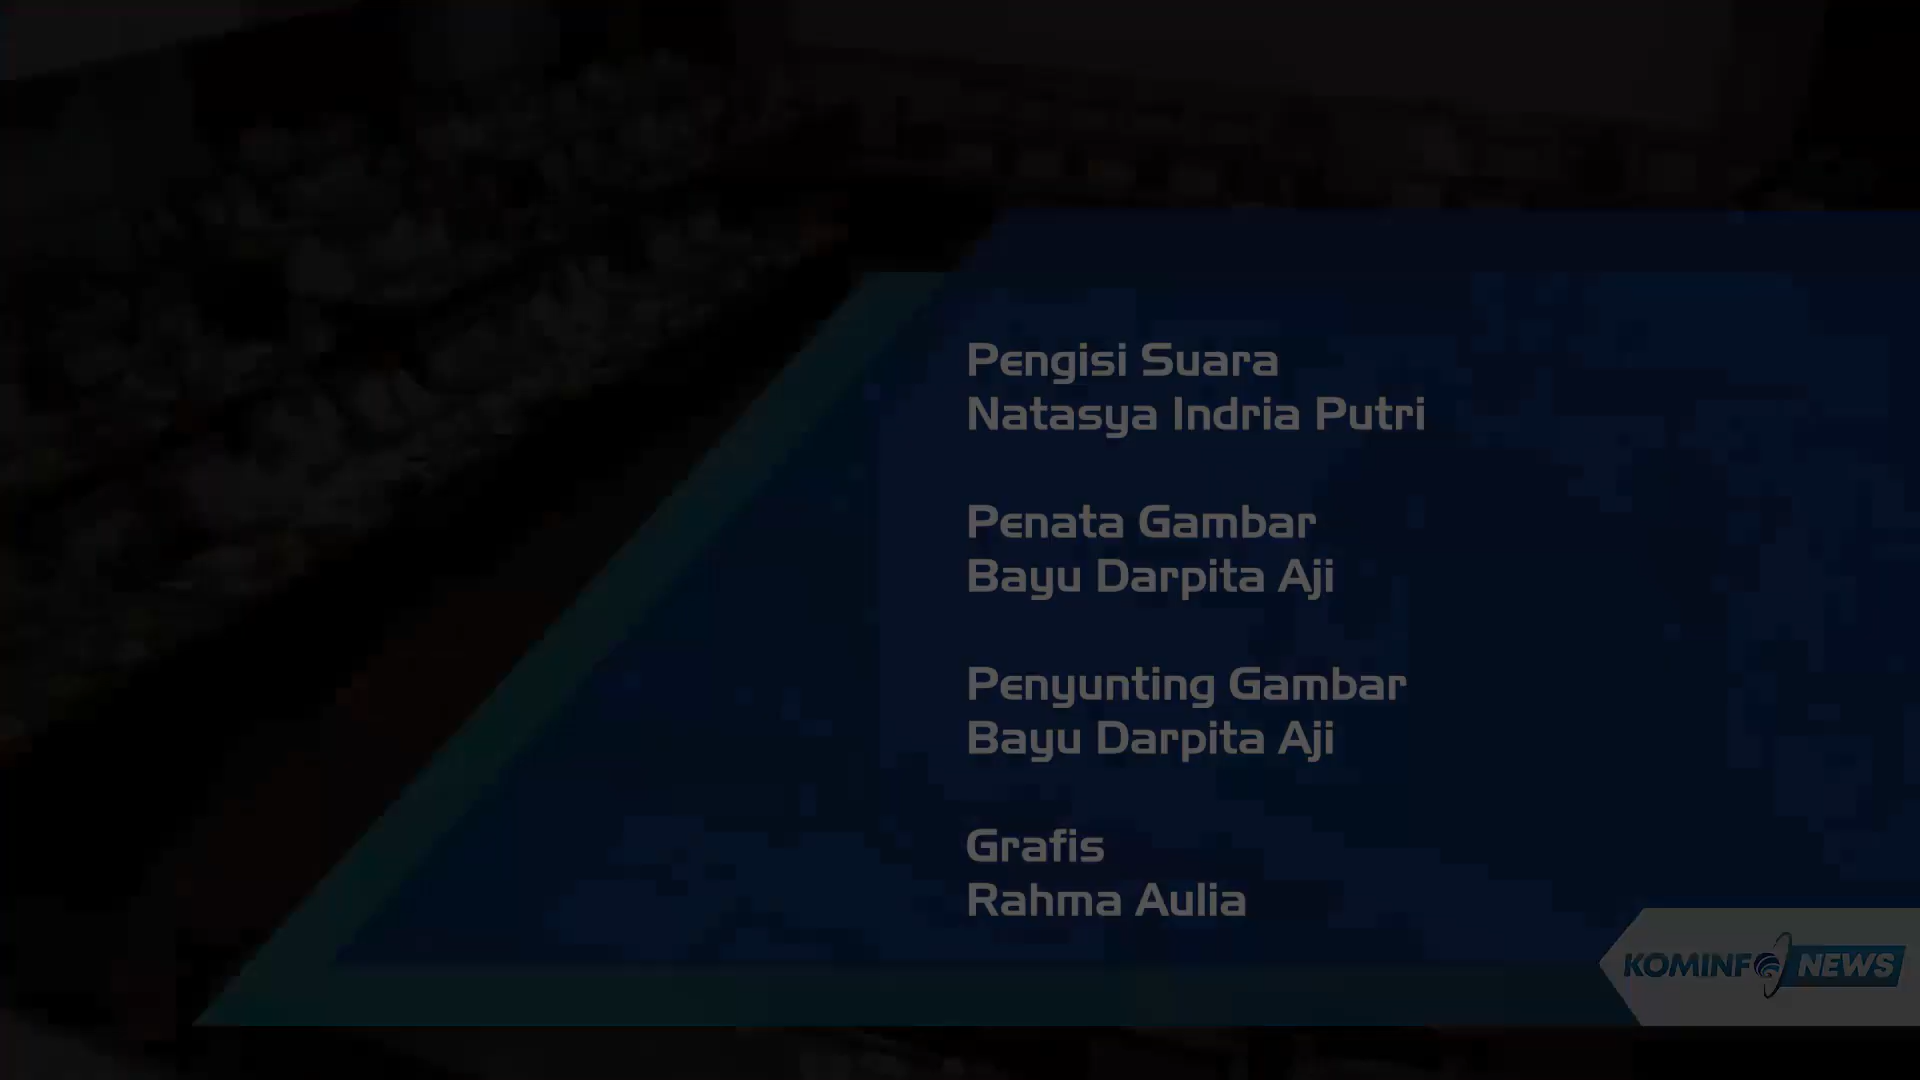 Pengisi Suara
Natasya Indria Putri
Penata Gambar
Bayu Darpita Aji
Penyunting Gambar
Bayu Darpita Aji
Grafis
Rahma Aulia
KOMINFO NEWS